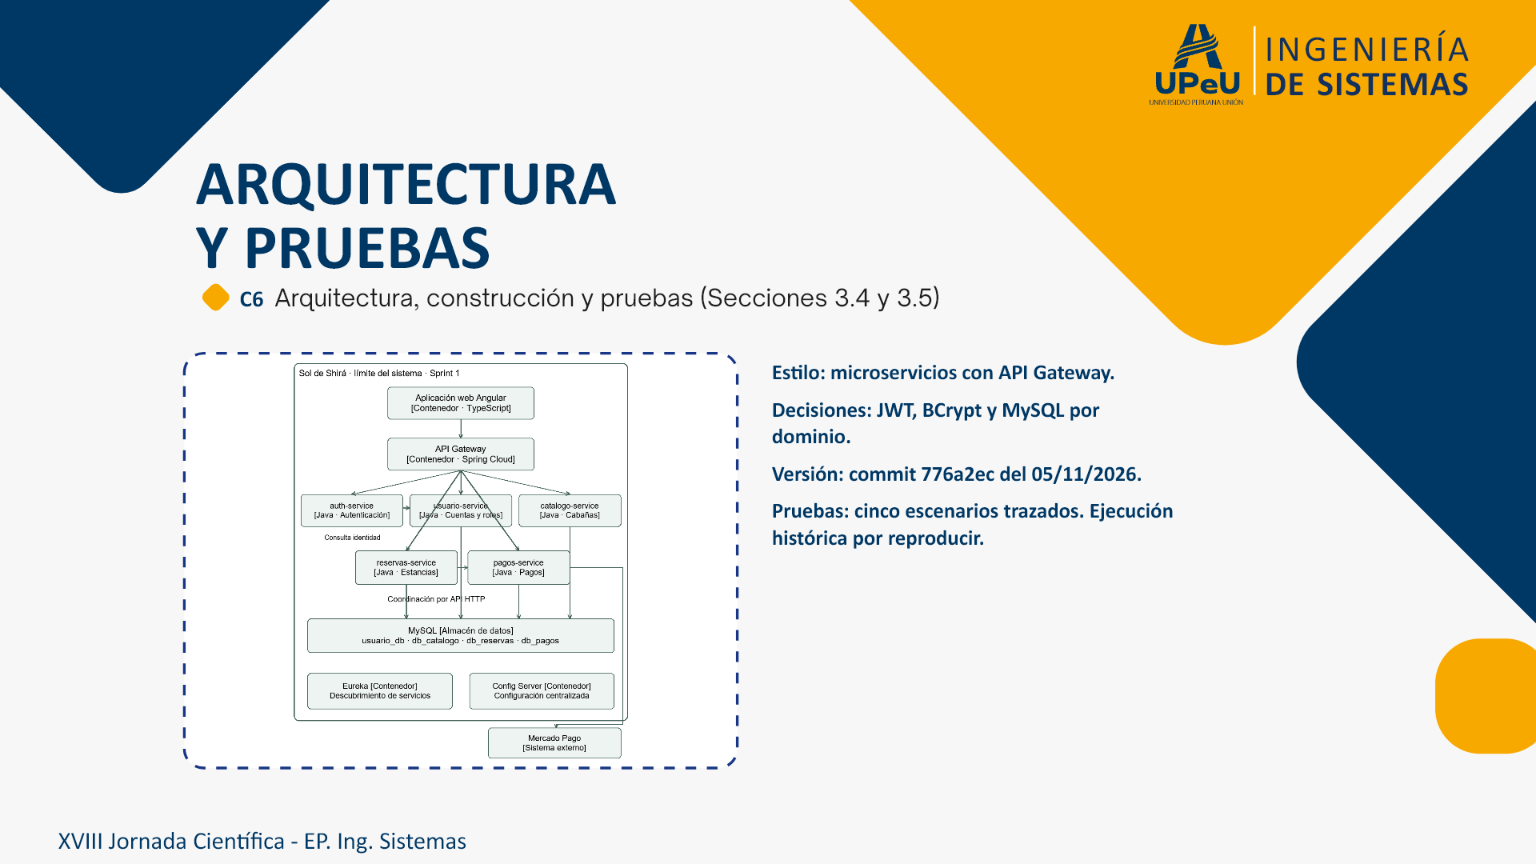 UPeU
UNIVERSIDAD PERUANA UNIÓN
INGENIERÍA
DE SISTEMAS
ARQUITECTURA
Y PRUEBAS
C6 Arquitectura, construcción y pruebas (Secciones 3.4 y 3.5)
Sol de Shirá · límite del sistema · Sprint 1
Aplicación web Angular
[Contenedor · TypeScript]
API Gateway
[Contenedor · Spring Cloud]
auth-service
[Java · Autenticación]
usuario-service
[Java · Cuentas y roles]
catalogo-service
[Java · Cabañas]
Consulta identidad
reservas-service
[Java · Estancias]
pagos-service
[Java · Pagos]
Coordinación por API HTTP
MySQL [Almacén de datos]
usuario_db · db_catalogo · db_reservas · db_pagos
Eureka [Contenedor]
Descubrimiento de servicios
Config Server [Contenedor]
Configuración centralizada
Mercado Pago
[Sistema externo]
Estilo: microservicios con API Gateway.
Decisiones: JWT, BCrypt y MySQL por
dominio.
Versión: commit 776a2ec del 05/11/2026.
Pruebas: cinco escenarios trazados. Ejecución
histórica por reproducir.
XVIII Jornada Científica - EP. Ing. Sistemas